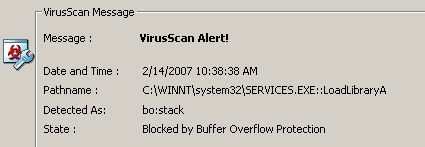 VirusScan Message
Message : VirusScan Alert!
Date and Time : 2/14/2007 10:38:38 AM
Pathname : C:\WINNT\system32\SERVICES.EXE::LoadLibraryA
Detected As: bo:stack
State : Blocked by Buffer Overflow Protection